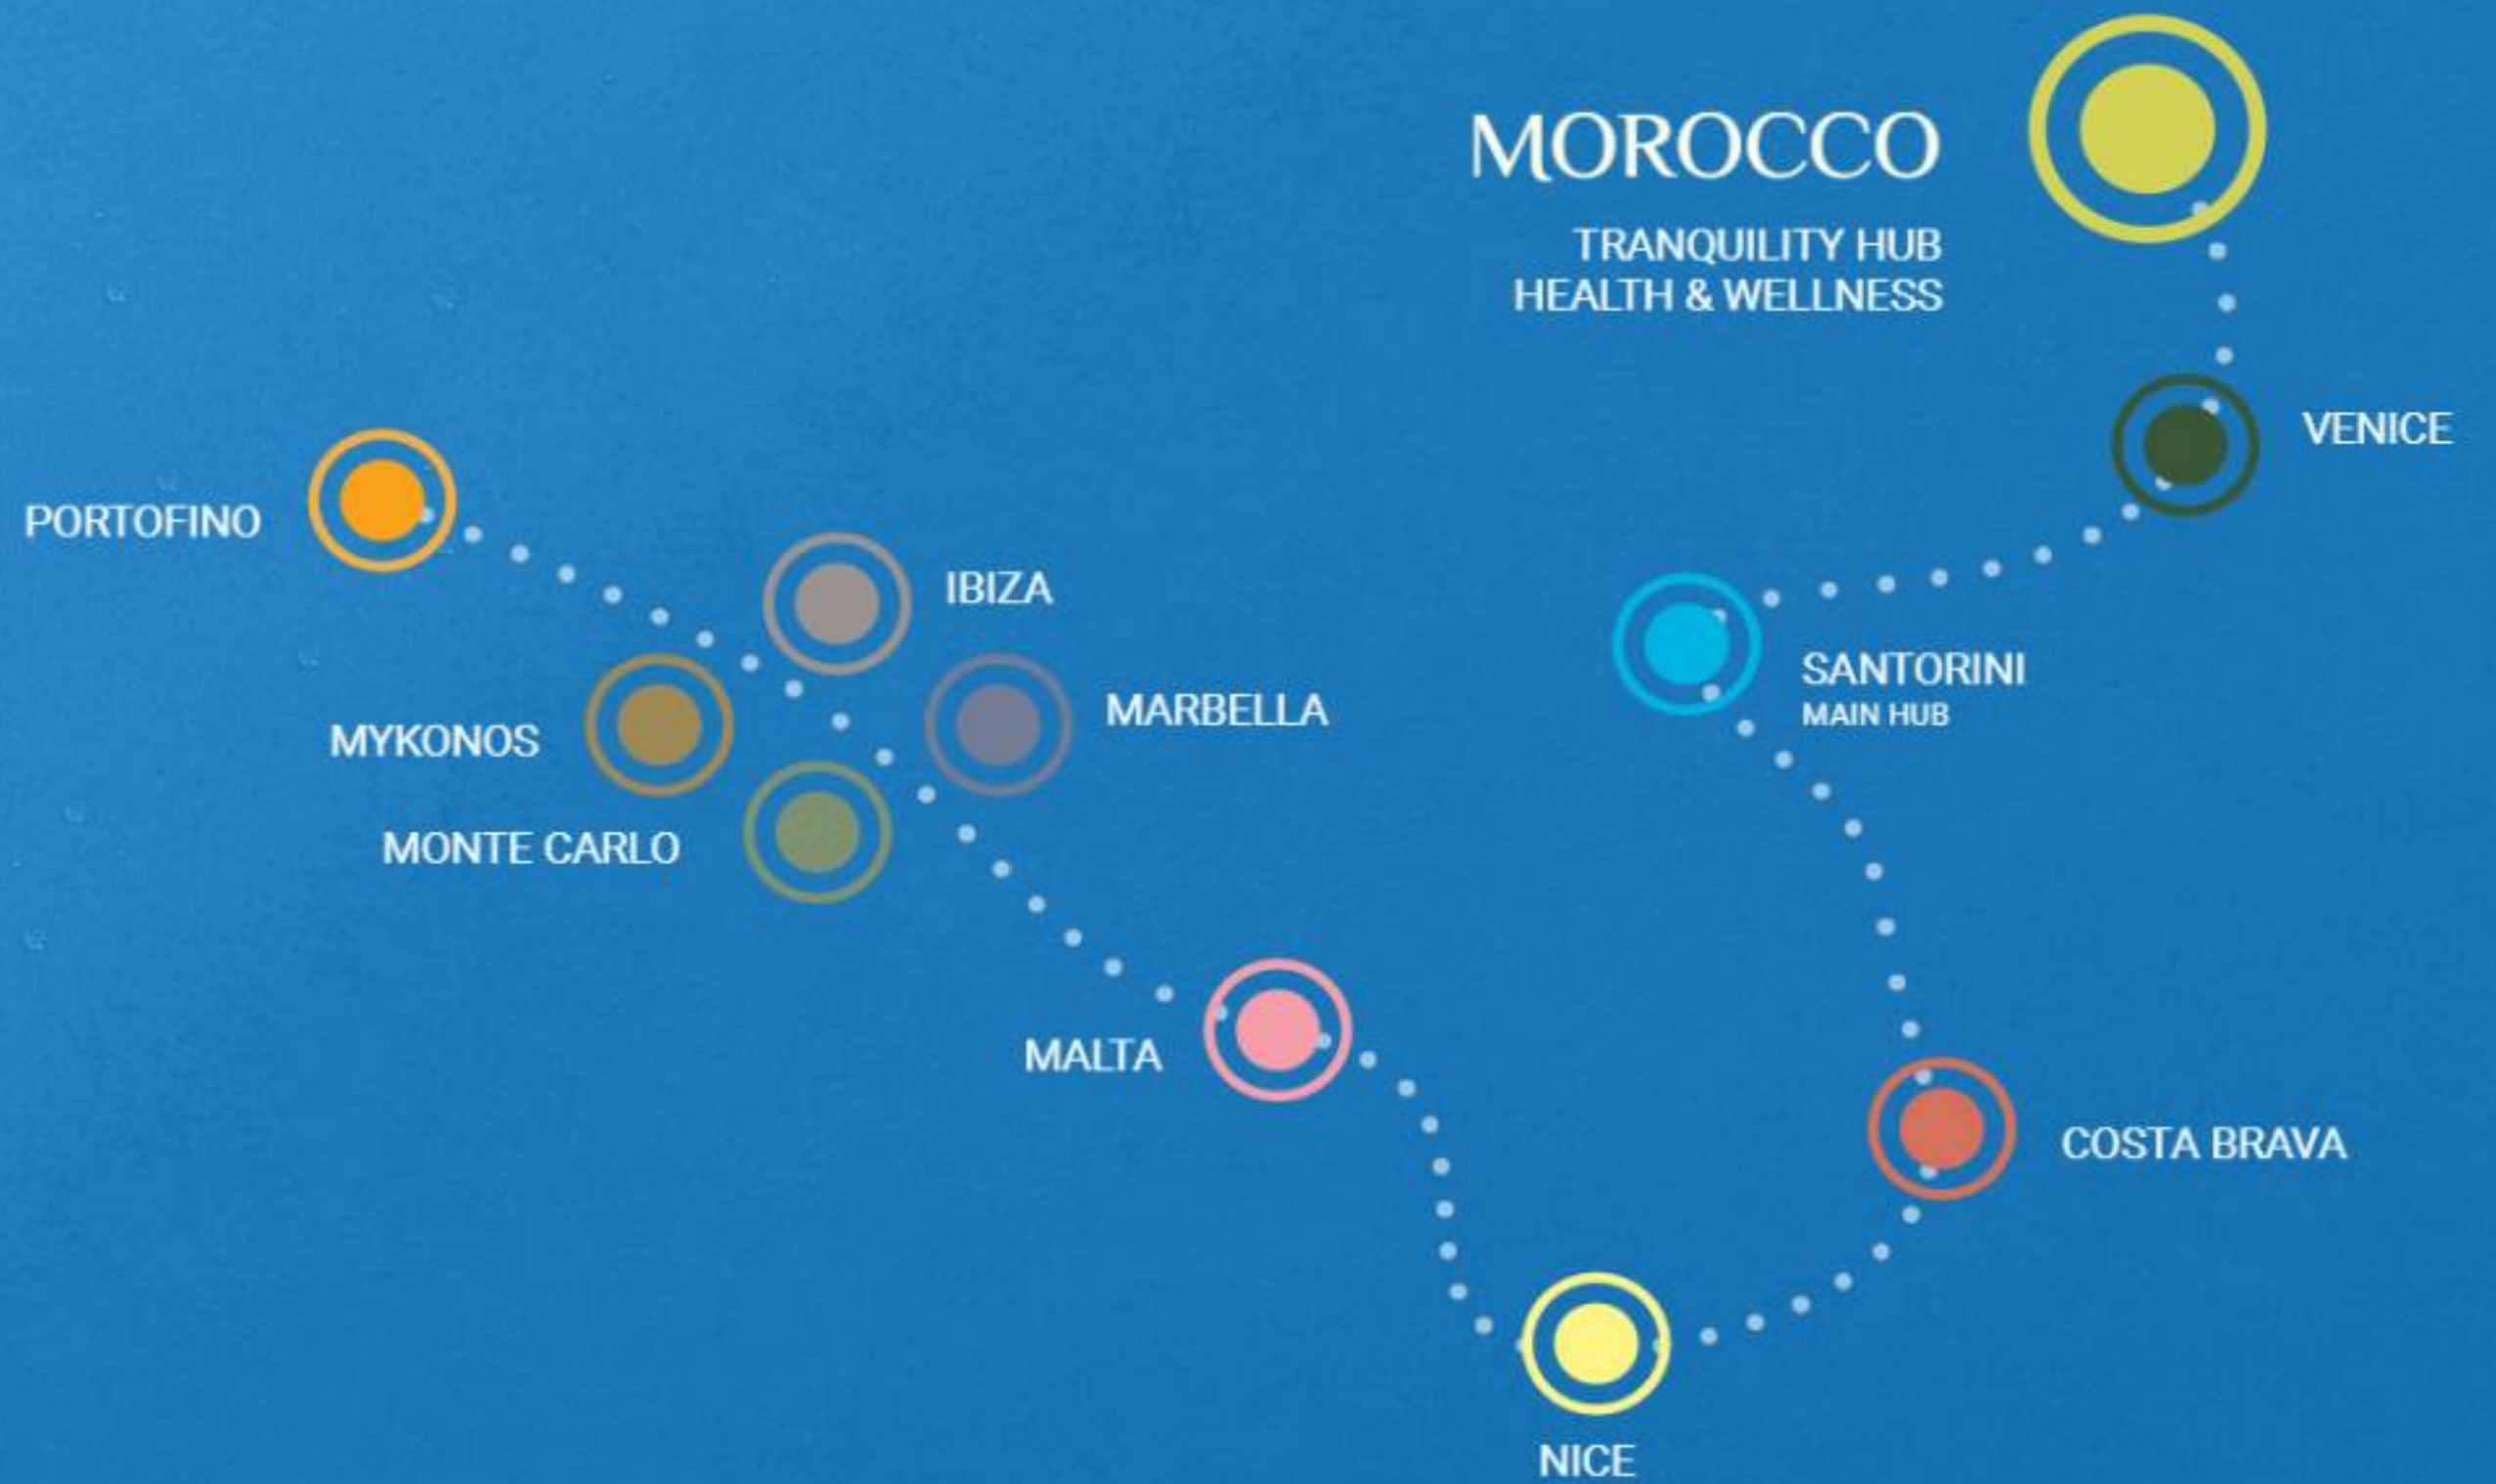 MOROCCO
TRANQUILITY HUB
HEALTH & WELLNESS
VENICE
PORTOFINO
IBIZA
SANTORINI
MAIN HUB
MARBELLA
MYKONOS
MONTE CARLO
MALTA
COSTA BRAVA
NICE